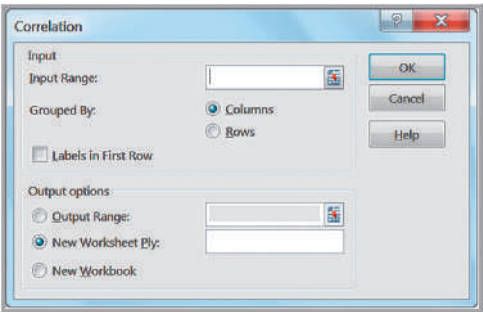 Correlation
Input
Input Range:
Grouped By:
Columns
Rows
Labels in First Row
OK
Cancel
Help
Output options
Output Range:
New Worksheet Ply:
New Workbook